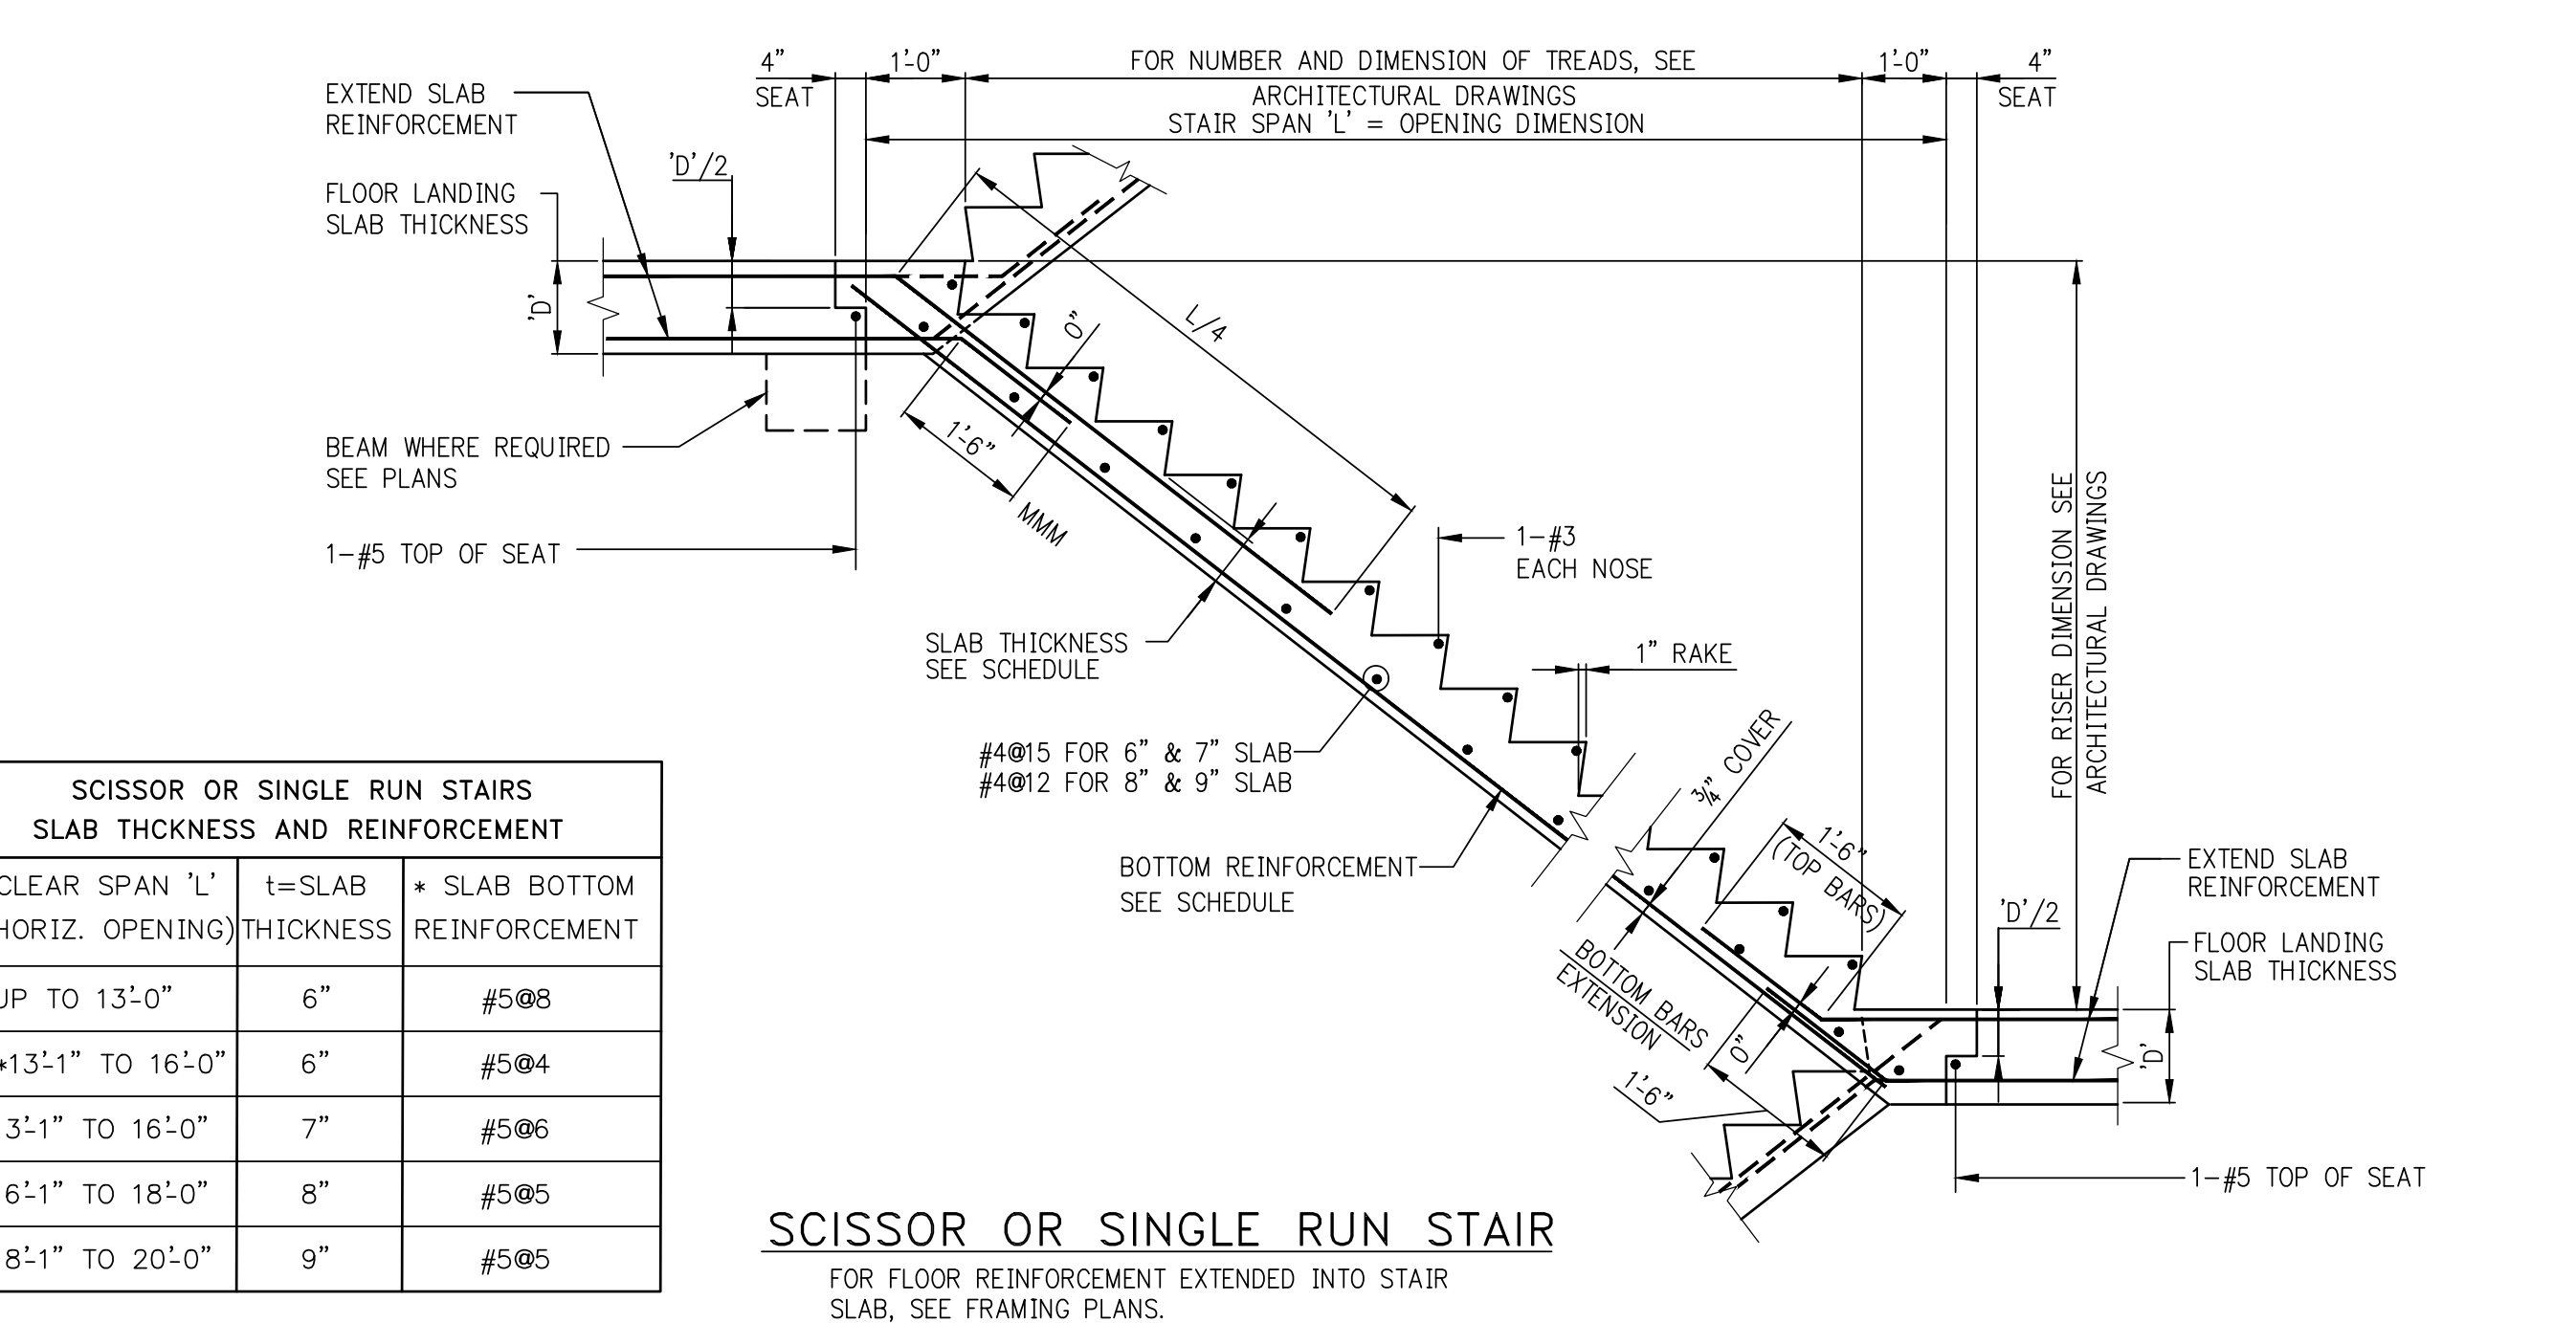 4” 1'-0” FOR NUMBER AND DIMENSION OF TREADS, SEE 1'-0” 4”
SEAT ARCHITECTURAL DRAWINGS SEAT
STAIR SPAN 'L' = OPENING DIMENSION
EXTEND SLAB
REINFORCEMENT
'D'/2
FLOOR LANDING
SLAB THICKNESS
'D'
BEAM WHERE REQUIRED
SEE PLANS
1-#5 TOP OF SEAT
0”
L/4
1'-6”
MMM
1-#3
EACH NOSE
SLAB THICKNESS
SEE SCHEDULE
1” RAKE
FOR RISER DIMENSION SEE
ARCHITECTURAL DRAWINGS
#4@15 FOR 6” & 7” SLAB
#4@12 FOR 8” & 9” SLAB
3/4” COVER
BOTTOM REINFORCEMENT
SEE SCHEDULE
1'-6”
(TOP BARS)
BOTTOM BARS
EXTENSION
0”
1'-6”
EXTEND SLAB
REINFORCEMENT
'D'/2
FLOOR LANDING
SLAB THICKNESS
'D'
1-#5 TOP OF SEAT
SCISSOR OR SINGLE RUN STAIRS
SLAB THCKNESS AND REINFORCEMENT
CLEAR SPAN 'L' t=SLAB * SLAB BOTTOM
HORIZ. OPENING) THICKNESS REINFORCEMENT
UP TO 13'-0” 6” #5@8
*13'-1” TO 16'-0” 6” #5@4
3'-1” TO 16'-0” 7” #5@6
6'-1” TO 18'-0” 8” #5@5
8'-1” TO 20'-0” 9” #5@5
SCISSOR OR SINGLE RUN STAIR
FOR FLOOR REINFORCEMENT EXTENDED INTO STAIR
SLAB, SEE FRAMING PLANS.